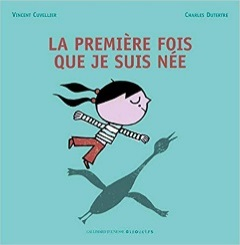 VINCENT CUVELLIER CHARLES DUTERTRE
LA PREMIÈRE FOIS
QUE JE SUIS NÉE